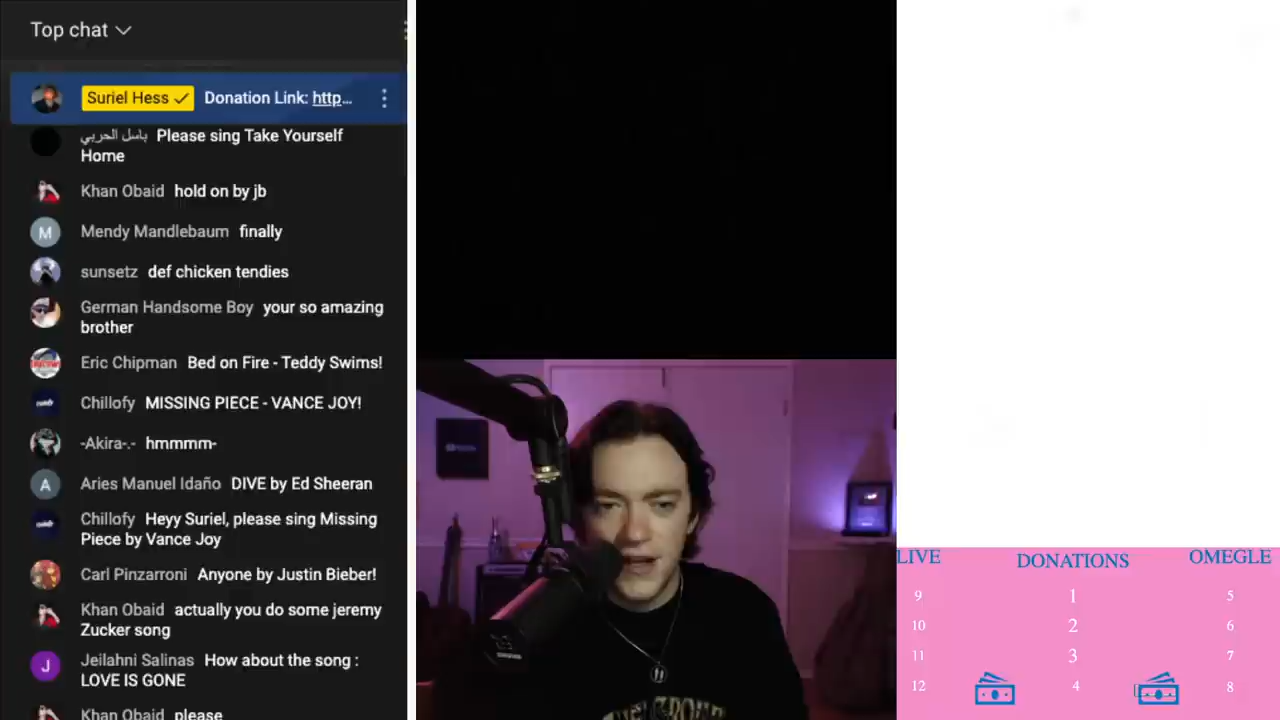 Top chat
Suriel Hess Donation Link: http...
باسل الحربي Please sing Take Yourself
Home
Khan Obaid hold on by jb
M
Mendy Mandlebaum finally
sunsetz def chicken tendies
German Handsome Boy your so amazing
brother
Eric Chipman Bed on Fire - Teddy Swims!
Chillofy MISSING PIECE - VANCE JOY!
-Akira-.- hmmmm-
A
Aries Manuel Idaño DIVE by Ed Sheeran
Chillofy Heyy Suriel, please sing Missing
Piece by Vance Joy
Carl Pinzarroni Anyone by Justin Bieber!
Khan Obaid actually you do some jeremy
Zucker song
J
Jeilahni Salinas How about the song :
LOVE IS GONE
Khan Obaid please
LIVE DONATIONS OMEGLE
9 1 5
10 2 6
11 3 7
12 4 8